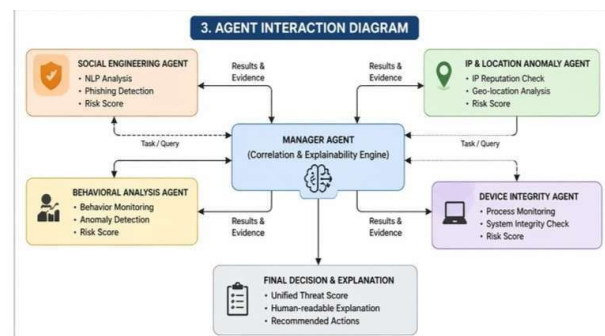 3. AGENT INTERACTION DIAGRAM
SOCIAL ENGINEERING AGENT
• NLP Analysis
• Phishing Detection
• Risk Score
Results &
Evidence
Results &
Evidence
IP & LOCATION ANOMALY AGENT
• IP Reputation Check
• Geo-location Analysis
• Risk Score
Task / Query
MANAGER AGENT
(Correlation & Explainability Engine)
Task / Query
BEHAVIORAL ANALYSIS AGENT
• Behavior Monitoring
• Anomaly Detection
• Risk Score
Results &
Evidence
Results &
Evidence
DEVICE INTEGRITY AGENT
• Process Monitoring
• System Integrity Check
• Risk Score
FINAL DECISION & EXPLANATION
• Unified Threat Score
• Human-readable Explanation
• Recommended Actions